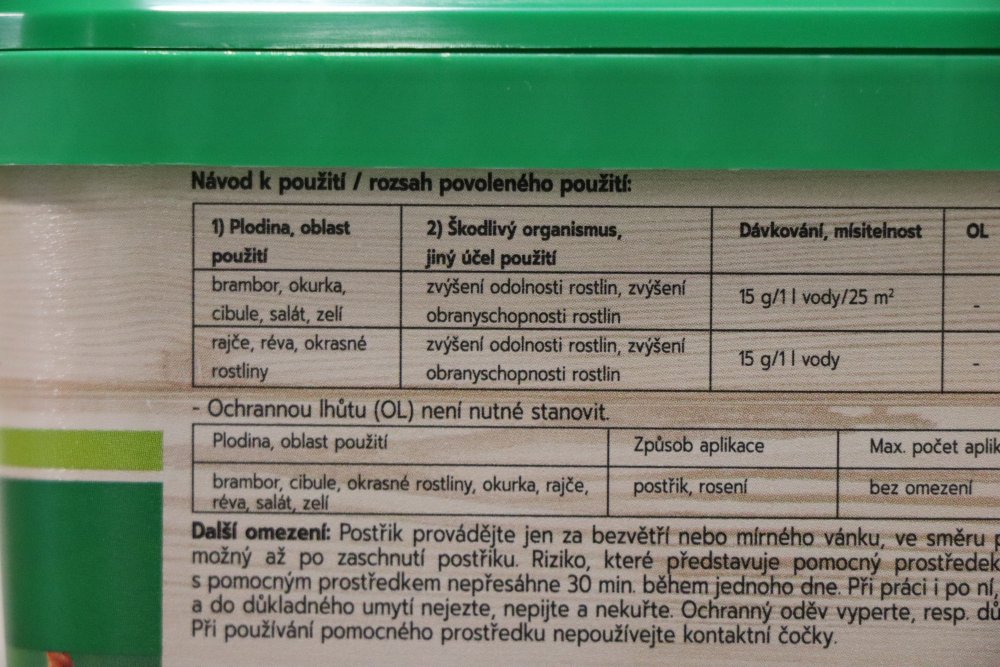 Návod k použití / rozsah povoleného použití:
1) Plodina, oblast použití
2) Škodlivý organismus, jiný účel použití
Dávkování, mísitelnost
OL
brambor, okurka, cibule, salát, zelí
zvýšení odolnosti rostlin, zvýšení obranyschopnosti rostlin
15 g/1 l vody/25 m²
-
rajče, réva, okrasné rostliny
zvýšení odolnosti rostlin, zvýšení obranyschopnosti rostlin
15 g/1 l vody
-
- Ochrannou lhůtu (OL) není nutné stanovit.
Plodina, oblast použití
Způsob aplikace
Max. počet aplik
brambor, cibule, okrasné rostliny, okurka, rajče, réva, salát, zelí
postřik, rosení
bez omezení
Další omezení: Postřik provádějte jen za bezvětří nebo mírného vánku, ve směru
možný až po zaschnutí postřiku. Riziko, které představuje pomocný prostředek
s pomocným prostředkem nepřesáhne 30 min. během jednoho dne. Při práci i po ní,
a do důkladného umytí nejezte, nepijte a nekuřte. Ochranný oděv vyperte, resp. dů
Při používání pomocného prostředku nepoužívejte kontaktní čočky.